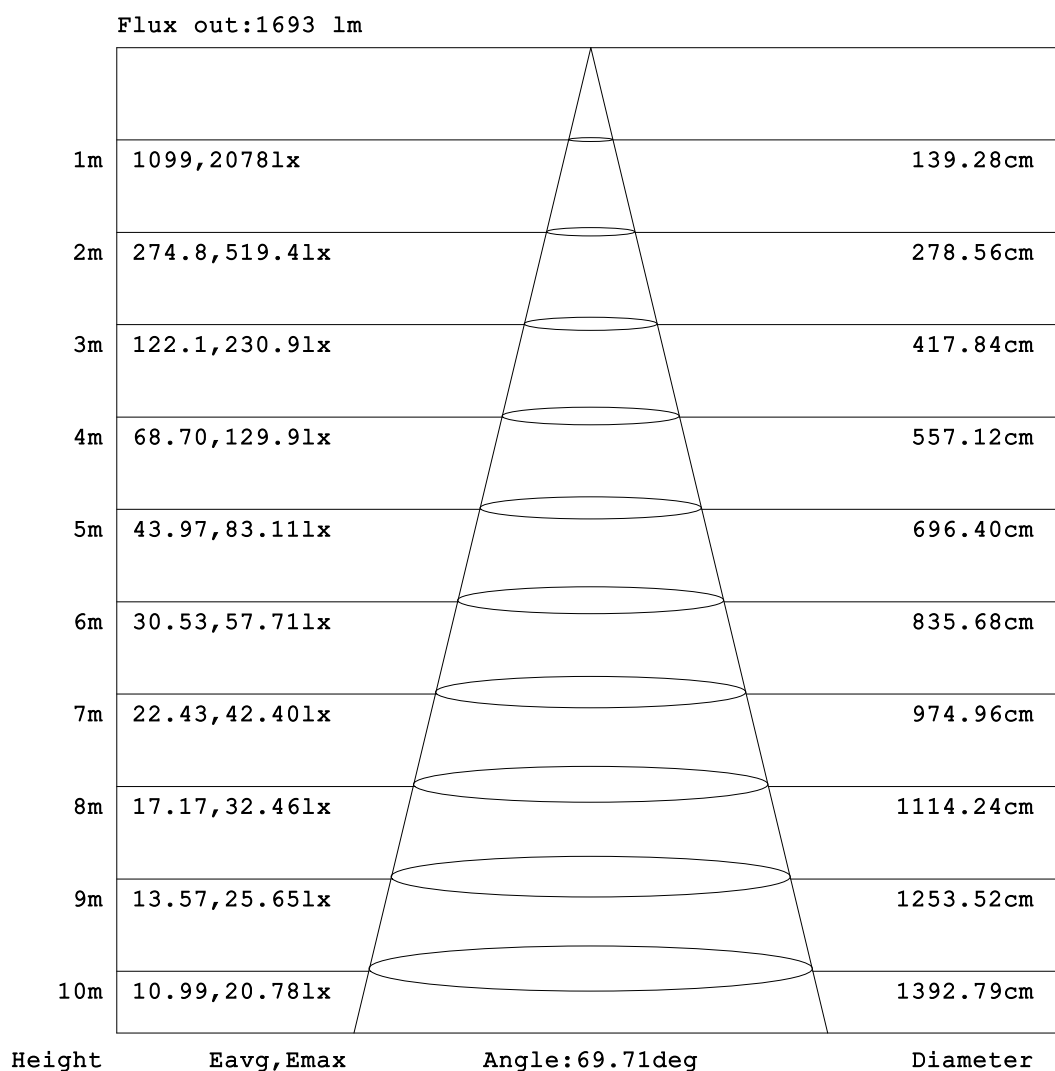 Flux out:1693 lm
1m 1099,2078lx 139.28cm
2m 274.8,519.4lx 278.56cm
3m 122.1,230.9lx 417.84cm
4m 68.70,129.9lx 557.12cm
5m 43.97,83.11lx 696.40cm
6m 30.53,57.71lx 835.68cm
7m 22.43,42.40lx 974.96cm
8m 17.17,32.46lx 1114.24cm
9m 13.57,25.65lx 1253.52cm
10m 10.99,20.78lx 1392.79cm
Height Eavg,Emax Angle:69.71deg Diameter